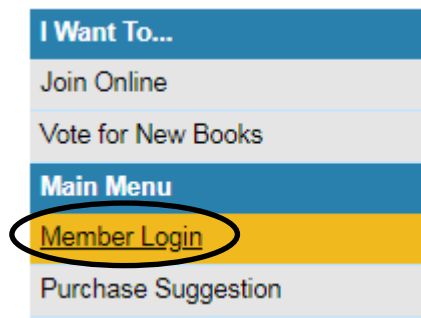 I Want To...
Join Online
Vote for New Books
Main Menu
Member Login
Purchase Suggestion